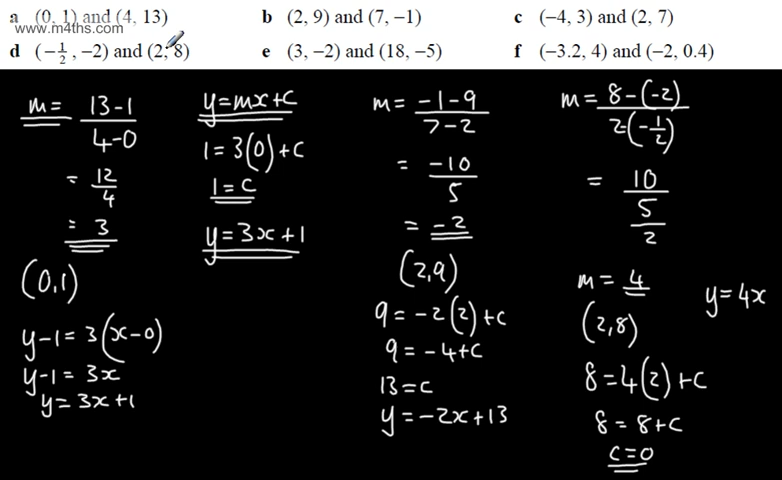 a (0, 1) and (4, 13)
b (2, 9) and (7, −1)
c (−4, 3) and (2, 7)
www.m4ths.com
d (−1/2, −2) and (2, 8)
e (3, −2) and (18, −5)
f (−3.2, 4) and (−2, 0.4)
m = 13−1 / 4−0
= 12/4
= 3
(0,1)
y−1 = 3(x−0)
y−1 = 3x
y = 3x+1
y=mx+c
1 = 3(0)+c
1 = c
y = 3x+1
m = −1−9 / 7−2
= −10 / 5
= −2
(2,9)
9 = −2(2)+c
9 = −4+c
13 = c
y = −2x+13
m = 8−(−2) / 2−(−1/2)
= 10 / 5/2
m = 4
(2,8)
8 = 4(2)+c
8 = 8+c
c=0
y=4x